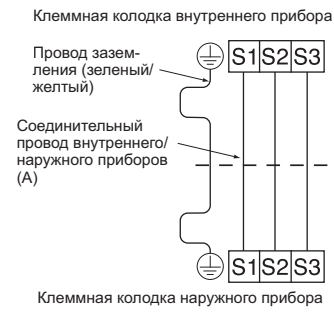 Клеммная колодка внутреннего прибора
S1 S2 S3
Провод зазем-
ления (зеленый/
желтый)
Соединительный
провод внутреннего/
наружного приборов
(A)
S1 S2 S3
Клеммная колодка наружного прибора